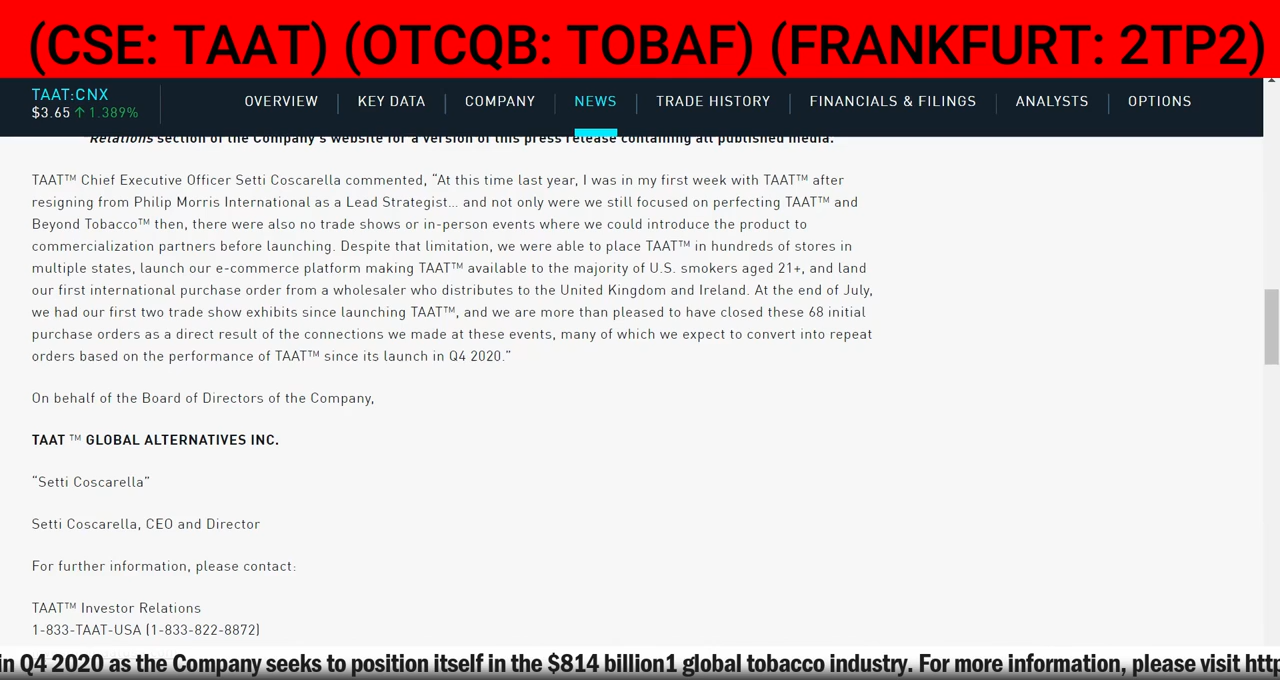 (CSE: TAAT) (OTCQB: TOBAF) (FRANKFURT: 2TP2)
TAAT:CNX
$3.65 ↑ 1.389%
OVERVIEW
KEY DATA
COMPANY
NEWS
TRADE HISTORY
FINANCIALS & FILINGS
ANALYSTS
OPTIONS
Relations section of the Company's website for a version of this press release containing all published media.
TAAT™ Chief Executive Officer Setti Coscarella commented, “At this time last year, I was in my first week with TAAT™ after
resigning from Philip Morris International as a Lead Strategist… and not only were we still focused on perfecting TAAT™ and
Beyond Tobacco™ then, there were also no trade shows or in-person events where we could introduce the product to
commercialization partners before launching. Despite that limitation, we were able to place TAAT™ in hundreds of stores in
multiple states, launch our e-commerce platform making TAAT™ available to the majority of U.S. smokers aged 21+, and land
our first international purchase order from a wholesaler who distributes to the United Kingdom and Ireland. At the end of July,
we had our first two trade show exhibits since launching TAAT™, and we are more than pleased to have closed these 68 initial
purchase orders as a direct result of the connections we made at these events, many of which we expect to convert into repeat
orders based on the performance of TAAT™ since its launch in Q4 2020.”
On behalf of the Board of Directors of the Company,
TAAT ™ GLOBAL ALTERNATIVES INC.
“Setti Coscarella”
Setti Coscarella, CEO and Director
For further information, please contact:
TAAT™ Investor Relations
1-833-TAAT-USA (1-833-822-8872)
in Q4 2020 as the Company seeks to position itself in the $814 billion1 global tobacco industry. For more information, please visit http